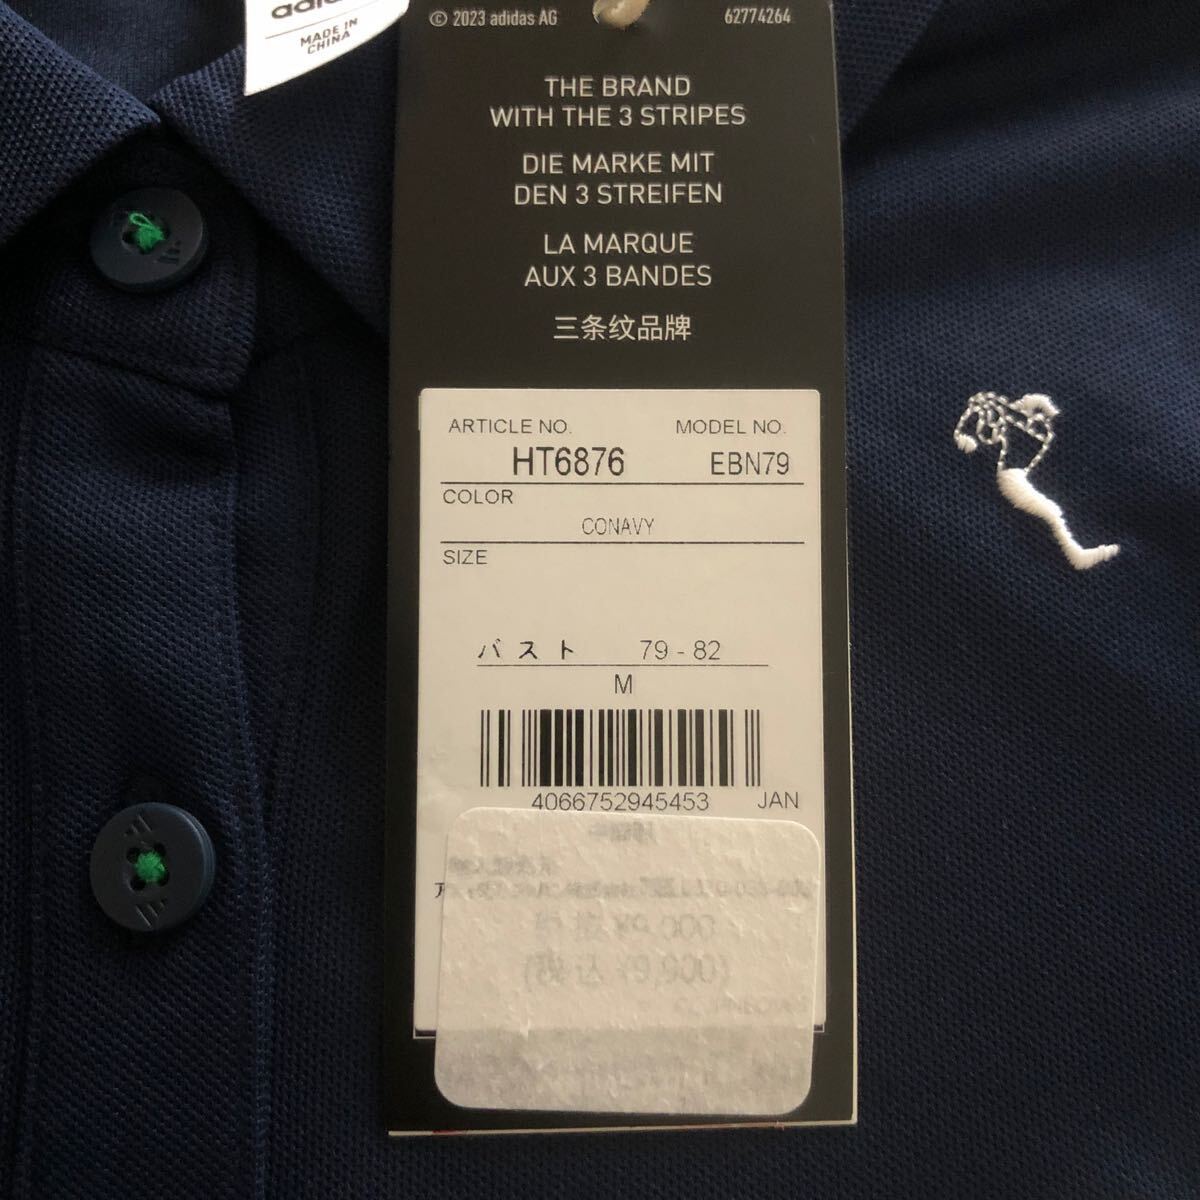 MADE IN
CHINA
© 2023 adidas AG 62774264
THE BRAND
WITH THE 3 STRIPES
DIE MARKE MIT
DEN 3 STREIFEN
LA MARQUE
AUX 3 BANDES
三条纹品牌
ARTICLE NO. MODEL NO.
HT6876 EBN79
COLOR
CONAVY
SIZE
バスト 79 - 82
M
4066752945453 JAN
¥9,000
(税込 ¥9,900)